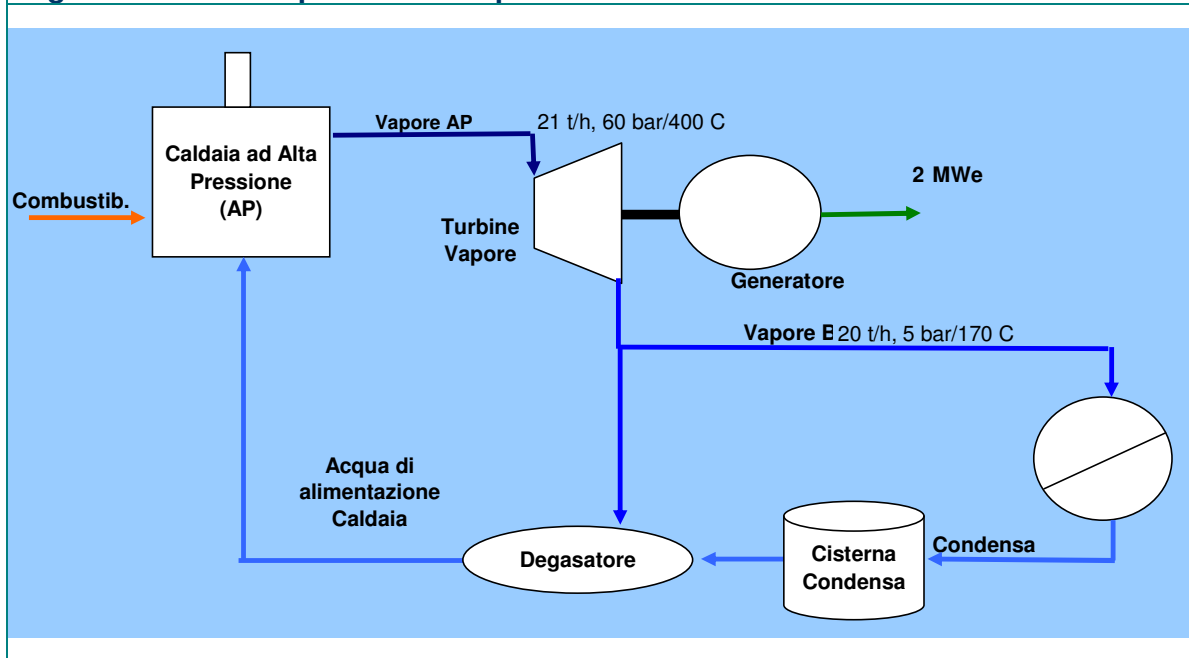 Vapore AP
21 t/h, 60 bar/400 C
Caldaia ad Alta
Pressione
(AP)
Combustib.
2 MWe
Turbine
Vapore
Generatore
Vapore B
20 t/h, 5 bar/170 C
Acqua di
alimentazione
Caldaia
Degasatore
Cisterna
Condensa
Condensa